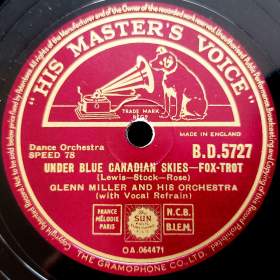 "HIS MASTER'S VOICE"
TRADE MARK
MADE IN ENGLAND
Dance Orchestra
SPEED 78
B.D.5727
UNDER BLUE CANADIAN SKIES—FOX-TROT
(Lewis—Stock—Rose)
GLENN MILLER AND HIS ORCHESTRA
(with Vocal Refrain)
FRANCE
MÉLODIE
PARIS
SUN
N.C.B.
B.I.E.M.
OA.064471
THE GRAMOPHONE CO. LTD.